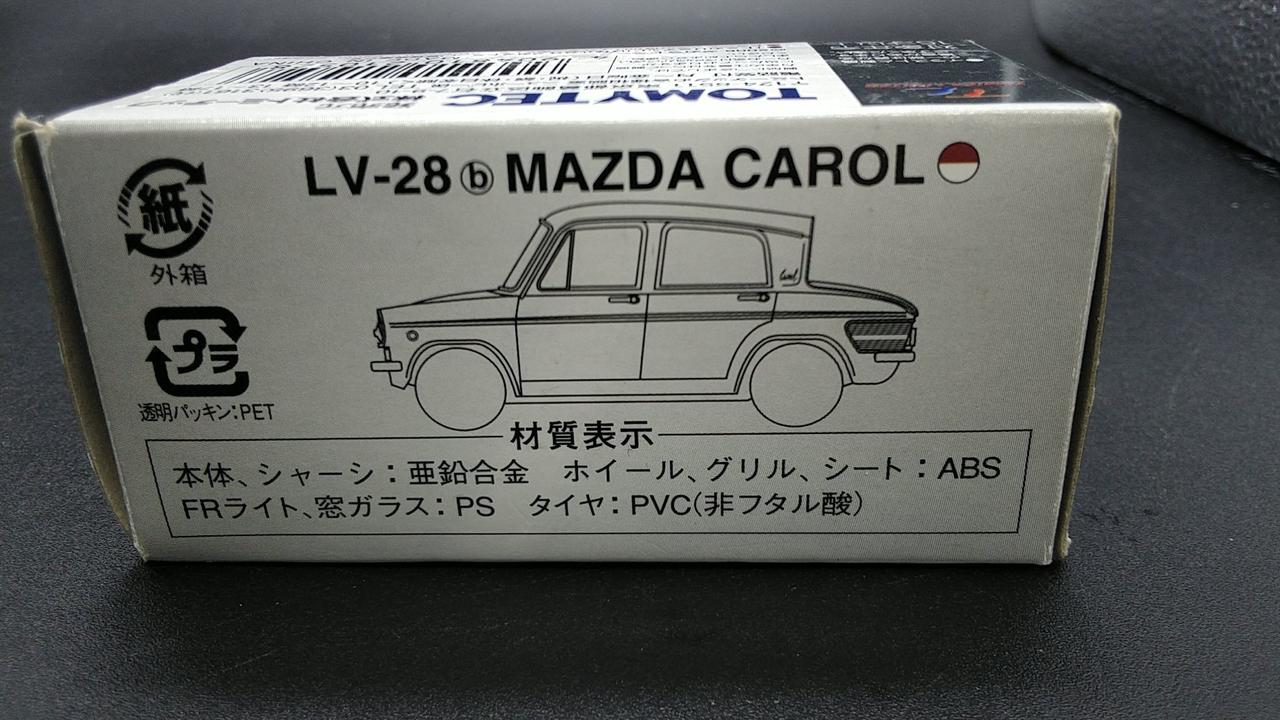 TOMYTEC
LV-28 ⓑ MAZDA CAROL
紙
外箱
プラ
透明パッキン:PET
材質表示
本体、シャーシ:亜鉛合金 ホイール、グリル、シート:ABS
FRライト、窓ガラス:PS タイヤ:PVC(非フタル酸)